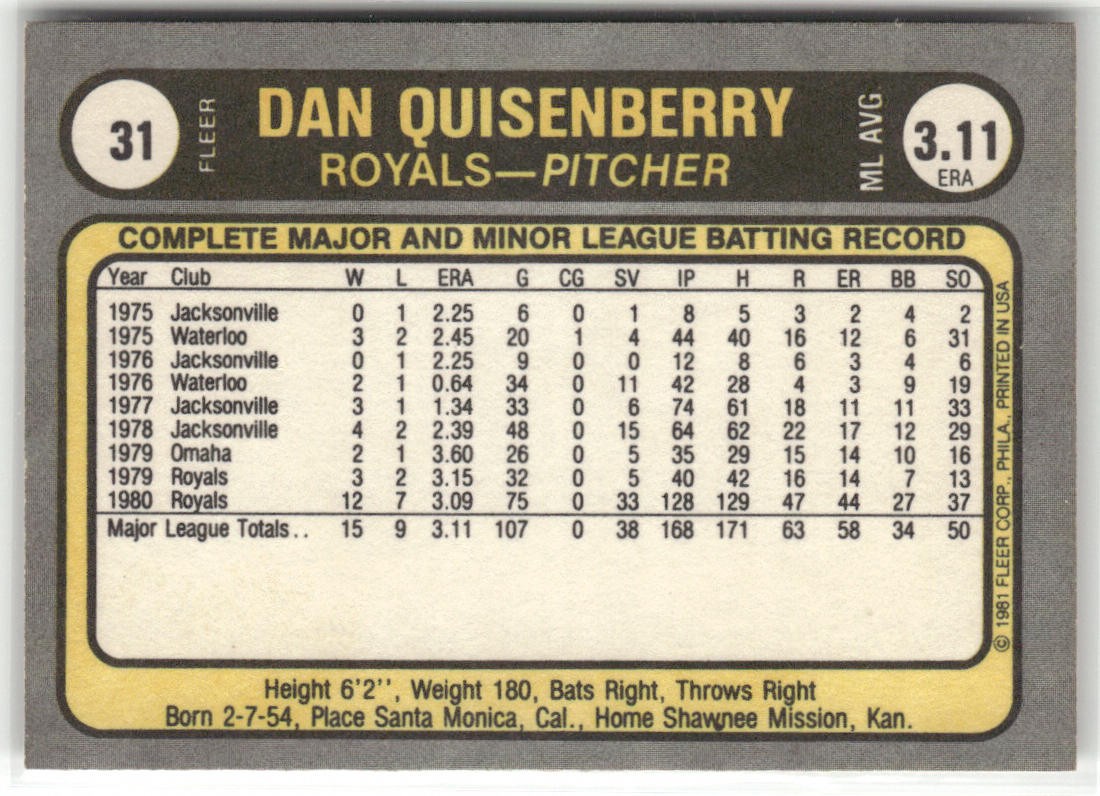 31 FLEER DAN QUISENBERRY ML AVG 3.11
ROYALS—PITCHER ERA
COMPLETE MAJOR AND MINOR LEAGUE BATTING RECORD
Year Club W L ERA G CG SV IP H R ER BB SO
1975 Jacksonville 0 1 2.25 6 0 1 8 5 3 2 4 2
1975 Waterloo 3 2 2.45 20 1 4 44 40 16 12 6 31
1976 Jacksonville 0 1 2.25 9 0 0 12 8 6 3 4 6
1976 Waterloo 2 1 0.64 34 0 11 42 28 4 3 9 19
1977 Jacksonville 3 1 1.34 33 0 6 74 61 18 11 11 33
1978 Jacksonville 4 2 2.39 48 0 15 64 62 22 17 12 29
1979 Omaha 2 1 3.60 26 0 5 35 29 15 14 10 16
1979 Royals 3 2 3.15 32 0 5 40 42 16 14 7 13
1980 Royals 12 7 3.09 75 0 33 128 129 47 44 27 37
Major League Totals.. 15 9 3.11 107 0 38 168 171 63 58 34 50
Height 6'2'', Weight 180, Bats Right, Throws Right
Born 2-7-54, Place Santa Monica, Cal., Home Shawnee Mission, Kan.
© 1981 FLEER CORP., PHILA., PRINTED IN USA